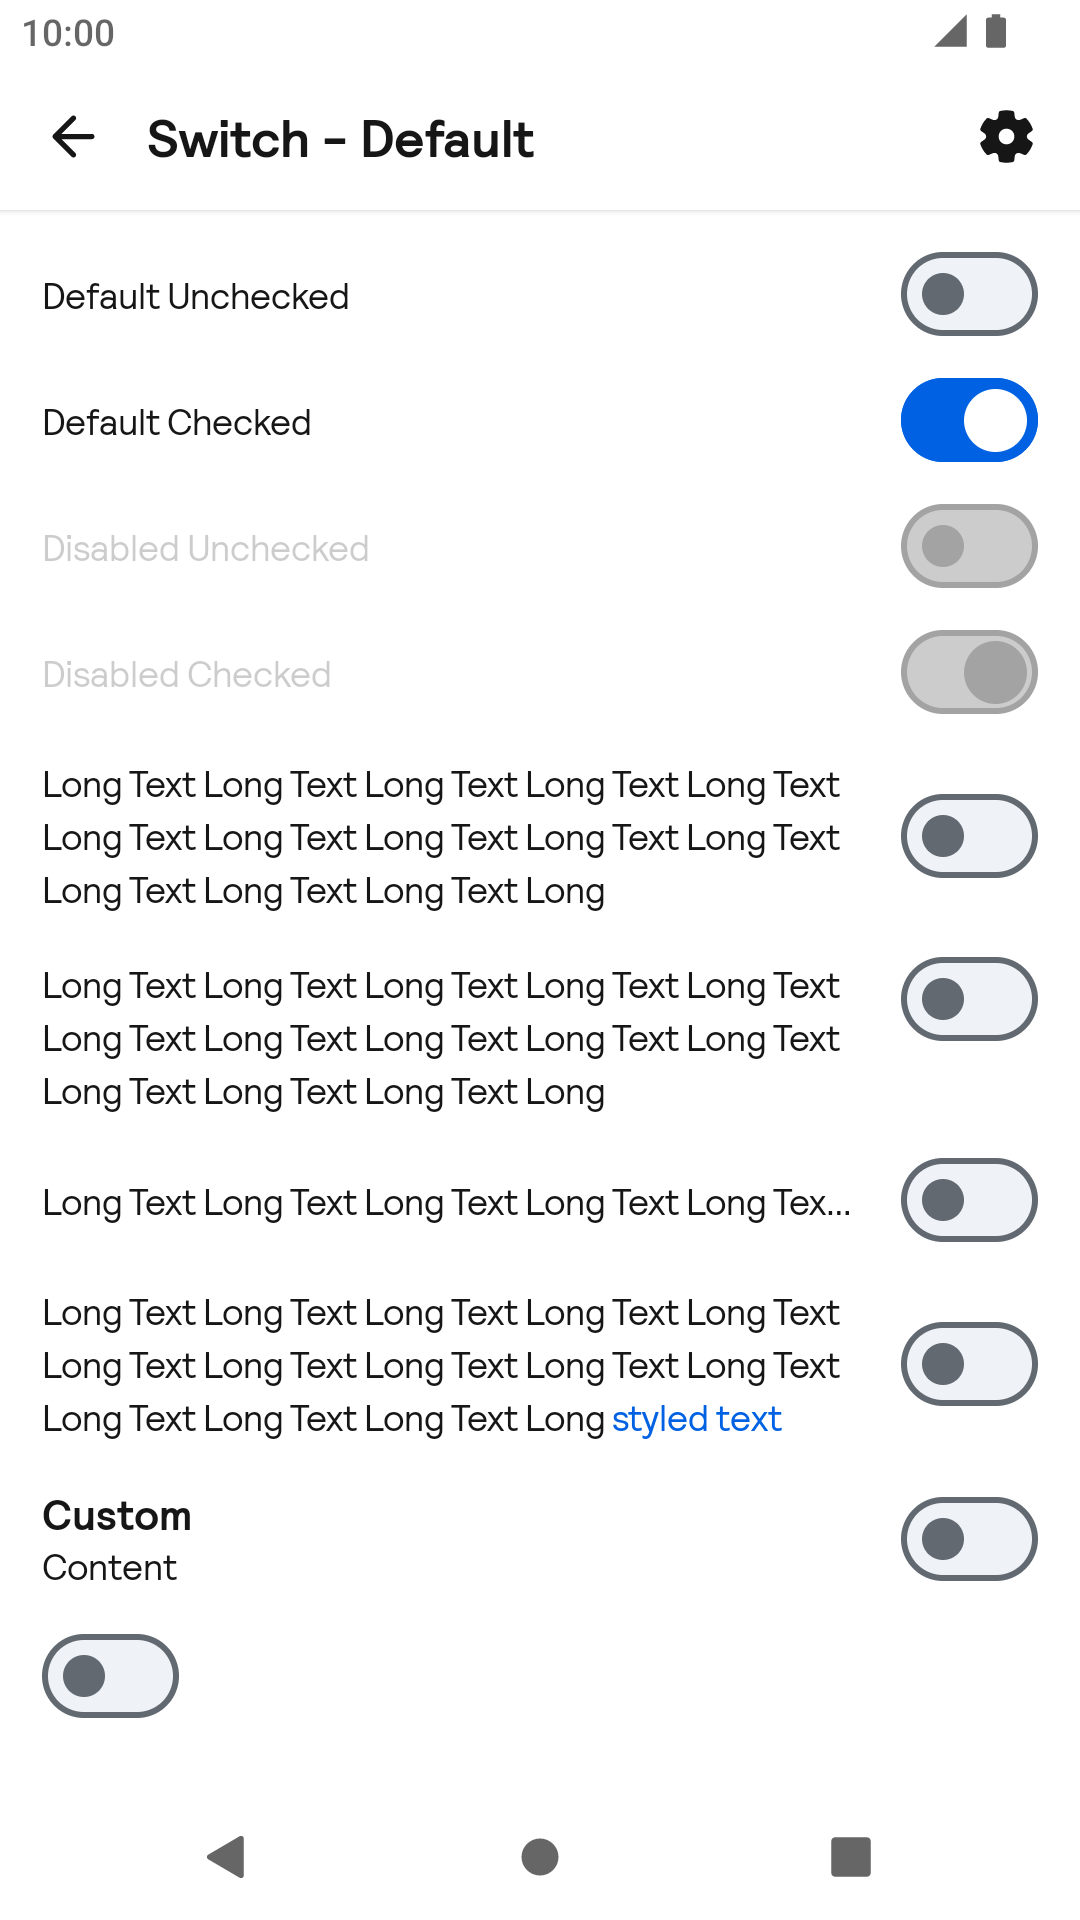 10:00
Switch – Default
Default Unchecked
Default Checked
Disabled Unchecked
Disabled Checked
Long Text Long Text Long Text Long Text Long Text
Long Text Long Text Long Text Long Text Long Text
Long Text Long Text Long Text Long
Long Text Long Text Long Text Long Text Long Text
Long Text Long Text Long Text Long Text Long Text
Long Text Long Text Long Text Long
Long Text Long Text Long Text Long Text Long Tex...
Long Text Long Text Long Text Long Text Long Text
Long Text Long Text Long Text Long Text Long Text
Long Text Long Text Long Text Long styled text
Custom
Content